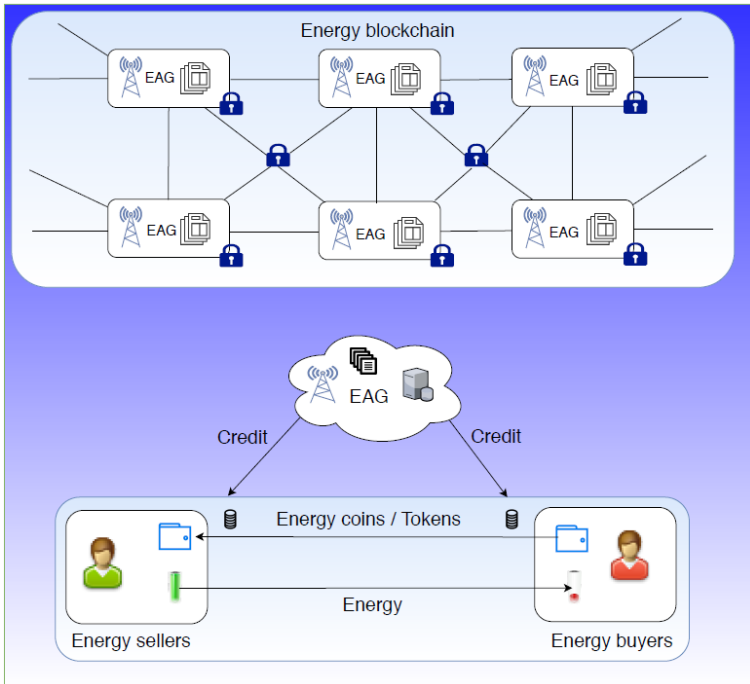 Energy blockchain
EAG
EAG
EAG
EAG
EAG
EAG
EAG
Credit
Credit
Energy coins / Tokens
Energy
Energy sellers
Energy buyers